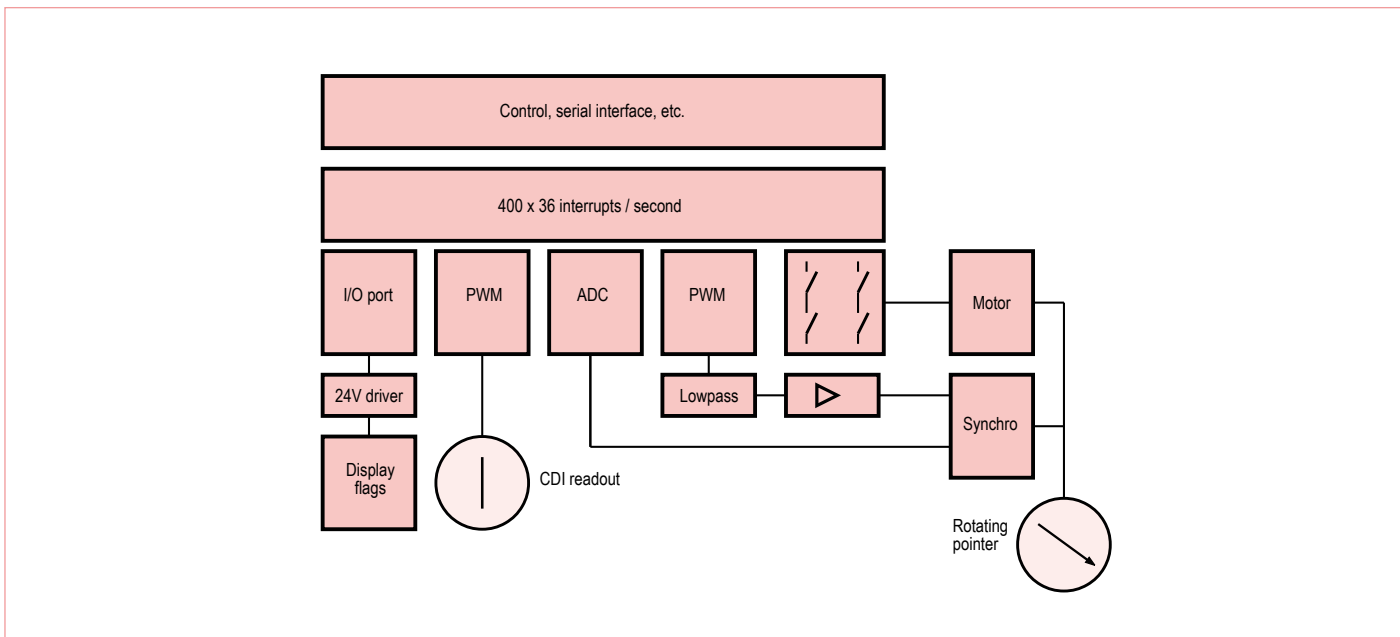 Control, serial interface, etc.
400 x 36 interrupts / second
I/O port
PWM
ADC
PWM
Motor
24V driver
Lowpass
Synchro
Display
flags
CDI readout
Rotating
pointer